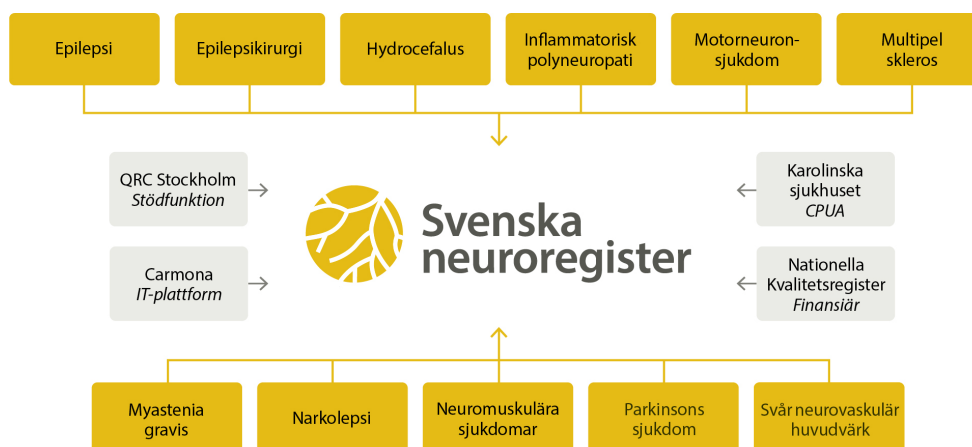 Epilepsi
Epilepsikirurgi
Hydrocefalus
Inflammatorisk
polyneuropati
Motorneuron-
sjukdom
Multipel
skleros
QRC Stockholm
Stödfunktion
Carmona
IT-plattform
Svenska
neuroregister
Karolinska
sjukhuset
CPUA
Nationella
Kvalitetsregister
Finansiär
Myastenia
gravis
Narkolepsi
Neuromuskulära
sjukdomar
Parkinsons
sjukdom
Svår neurovaskulär
huvudvärk